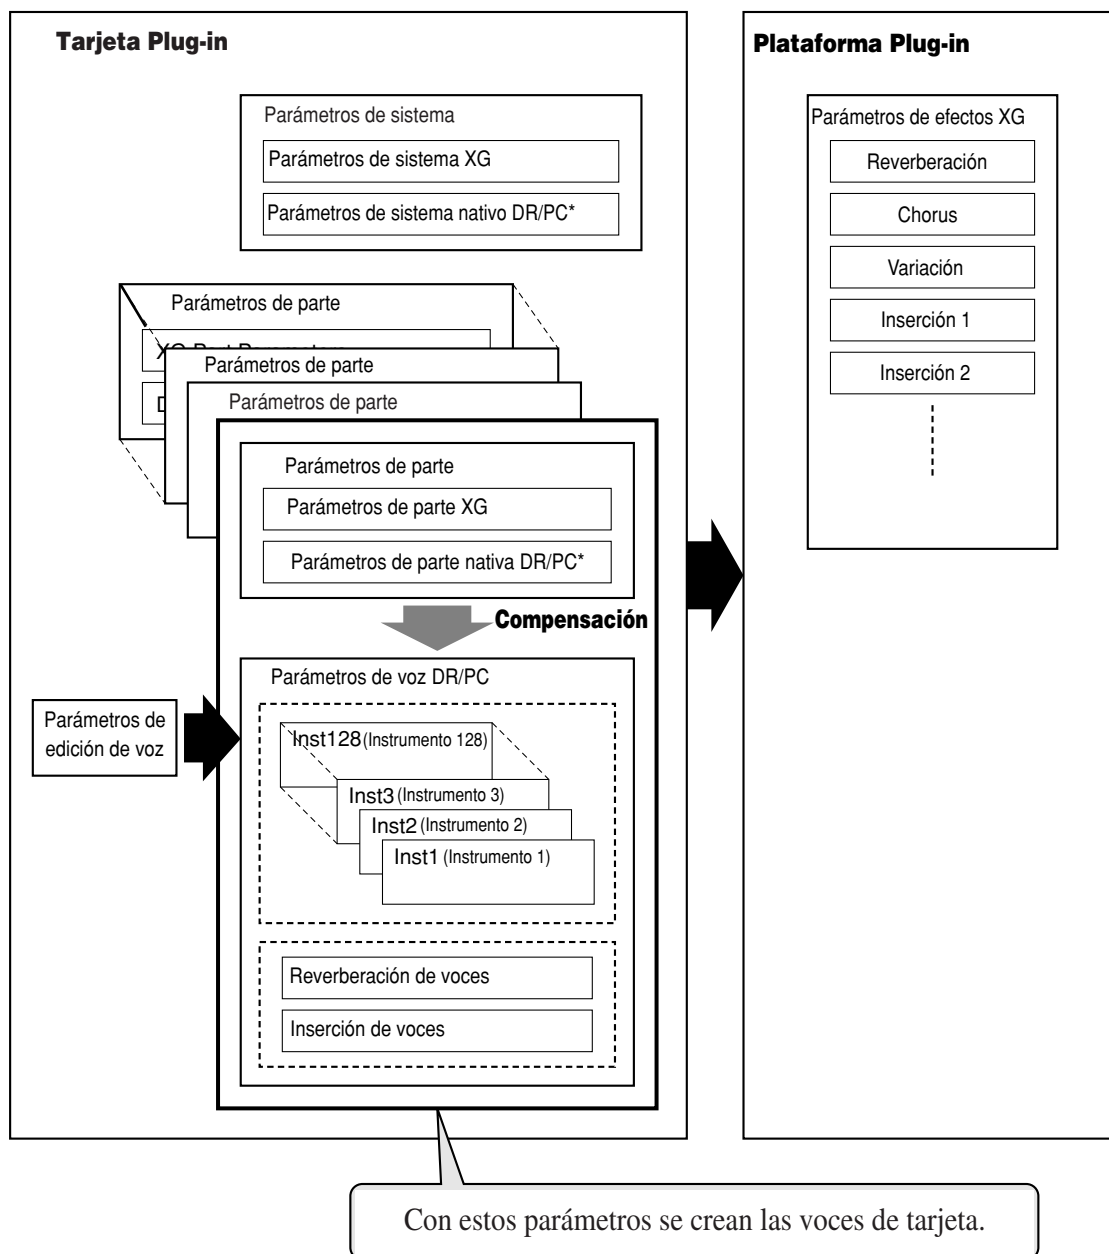 Tarjeta Plug-in
Parámetros de sistema
Parámetros de sistema XG
Parámetros de sistema nativo DR/PC*
Parámetros de parte
Parámetros de parte
Parámetros de parte
Parámetros de parte
Parámetros de parte XG
Parámetros de parte nativa DR/PC*
Compensación
Parámetros de voz DR/PC
Parámetros de
edición de voz
Inst128 (Instrumento 128)
Inst3 (Instrumento 3)
Inst2 (Instrumento 2)
Inst1 (Instrumento 1)
Reverberación de voces
Inserción de voces
Plataforma Plug-in
Parámetros de efectos XG
Reverberación
Chorus
Variación
Inserción 1
Inserción 2
Con estos parámetros se crean las voces de tarjeta.